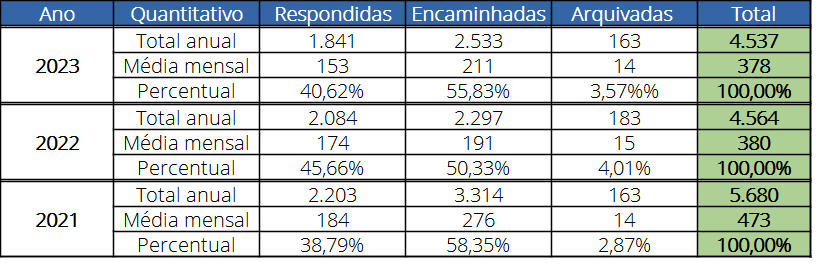 Ano Quantitativo Respondidas Encaminhadas Arquivadas Total
Total anual 1.841 2.533 163 4.537
2023 Média mensal 153 211 14 378
Percentual 40,62% 55,83% 3,57%% 100,00%
Total anual 2.084 2.297 183 4.564
2022 Média mensal 174 191 15 380
Percentual 45,66% 50,33% 4,01% 100,00%
Total anual 2.203 3.314 163 5.680
2021 Média mensal 184 276 14 473
Percentual 38,79% 58,35% 2,87% 100,00%